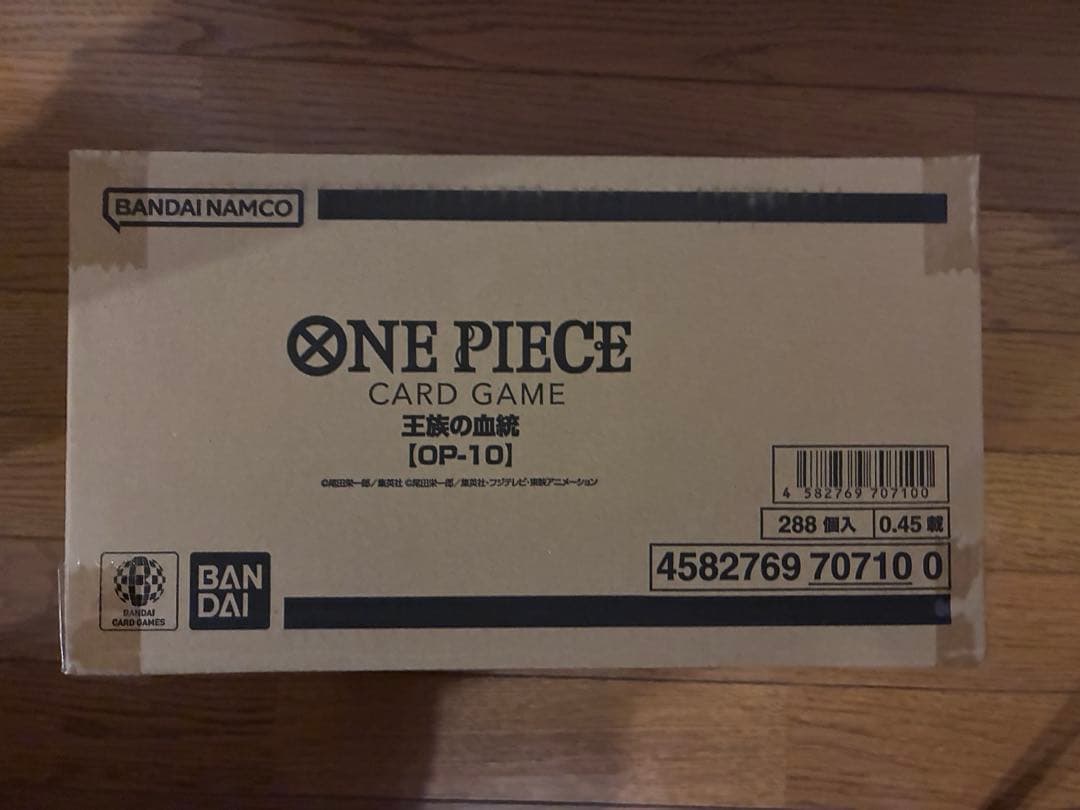 BANDAI NAMCO
ONE PIECE
CARD GAME
王族の血統
【OP-10】
©尾田栄一郎/集英社 ©尾田栄一郎/集英社・フジテレビ・東映アニメーション
4 582769 707100
288 個入 0.45 載
4582769 70710 0
BANDAI
CARD GAMES
BAN
DAI